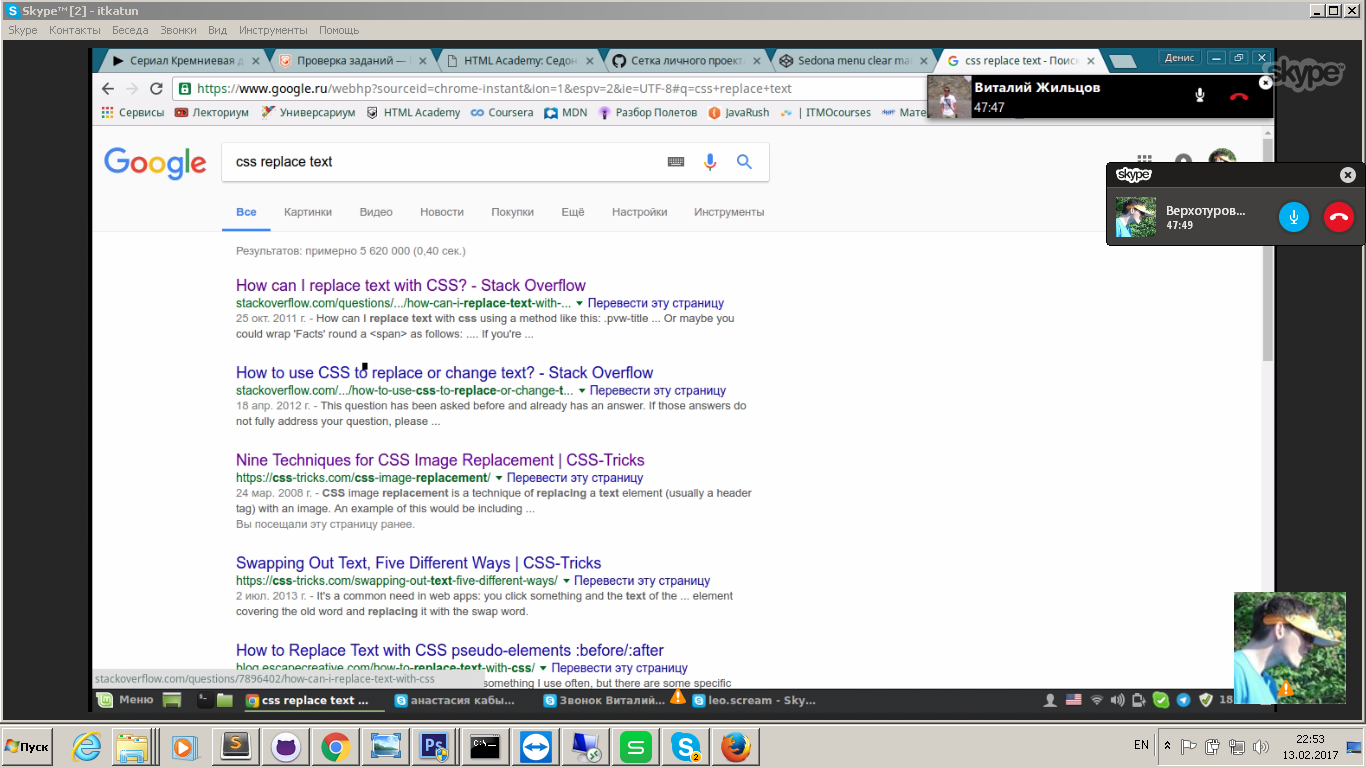 Skype™ [2] - itkatun
Skype Контакты Беседа Звонки Вид Инструменты Помощь
Сериал Кремниевая д
Проверка заданий —
HTML Academy: Седон
Сетка личного проект
Sedona menu clear ma
css replace text - Поис
Денис
https://www.google.ru/webhp?sourceid=chrome-instant&ion=1&espv=2&ie=UTF-8#q=css+replace+text
Виталий Жильцов
47:47
skype
Сервисы Лекториум Универсариум HTML Academy Coursera MDN Разбор Полетов JavaRush | ITMOcourses Мате
Google
css replace text
skype
Верхотуров...
47:49
Все Картинки Видео Новости Покупки Ещё Настройки Инструменты
Результатов: примерно 5 620 000 (0,40 сек.)
How can I replace text with CSS? - Stack Overflow
stackoverflow.com/questions/.../how-can-i-replace-text-with-... Перевести эту страницу
25 окт. 2011 г. - How can I replace text with css using a method like this: .pvw-title ... Or maybe you
could wrap 'Facts' round a <span> as follows: .... If you're ...
How to use CSS to replace or change text? - Stack Overflow
stackoverflow.com/.../how-to-use-css-to-replace-or-change-t... Перевести эту страницу
18 апр. 2012 г. - This question has been asked before and already has an answer. If those answers do
not fully address your question, please ...
Nine Techniques for CSS Image Replacement | CSS-Tricks
https://css-tricks.com/css-image-replacement/ Перевести эту страницу
24 мар. 2008 г. - CSS image replacement is a technique of replacing a text element (usually a header
tag) with an image. An example of this would be including ...
Вы посещали эту страницу ранее.
Swapping Out Text, Five Different Ways | CSS-Tricks
https://css-tricks.com/swapping-out-text-five-different-ways/ Перевести эту страницу
2 июл. 2013 г. - It's a common need in web apps: you click something and the text of the ... element
covering the old word and replacing it with the swap word.
How to Replace Text with CSS pseudo-elements :before/:after
blog.escapecreative.com/how-to-replace-text-with-css/ Перевести эту страницу
stackoverflow.com/questions/7896402/how-can-i-replace-text-with-css
something I use often, but there are some specific
Меню
css replace text ...
анастасия кабы...
Звонок Виталий...
leo.scream - Sky...
18
Пуск
2
EN
22:53
13.02.2017